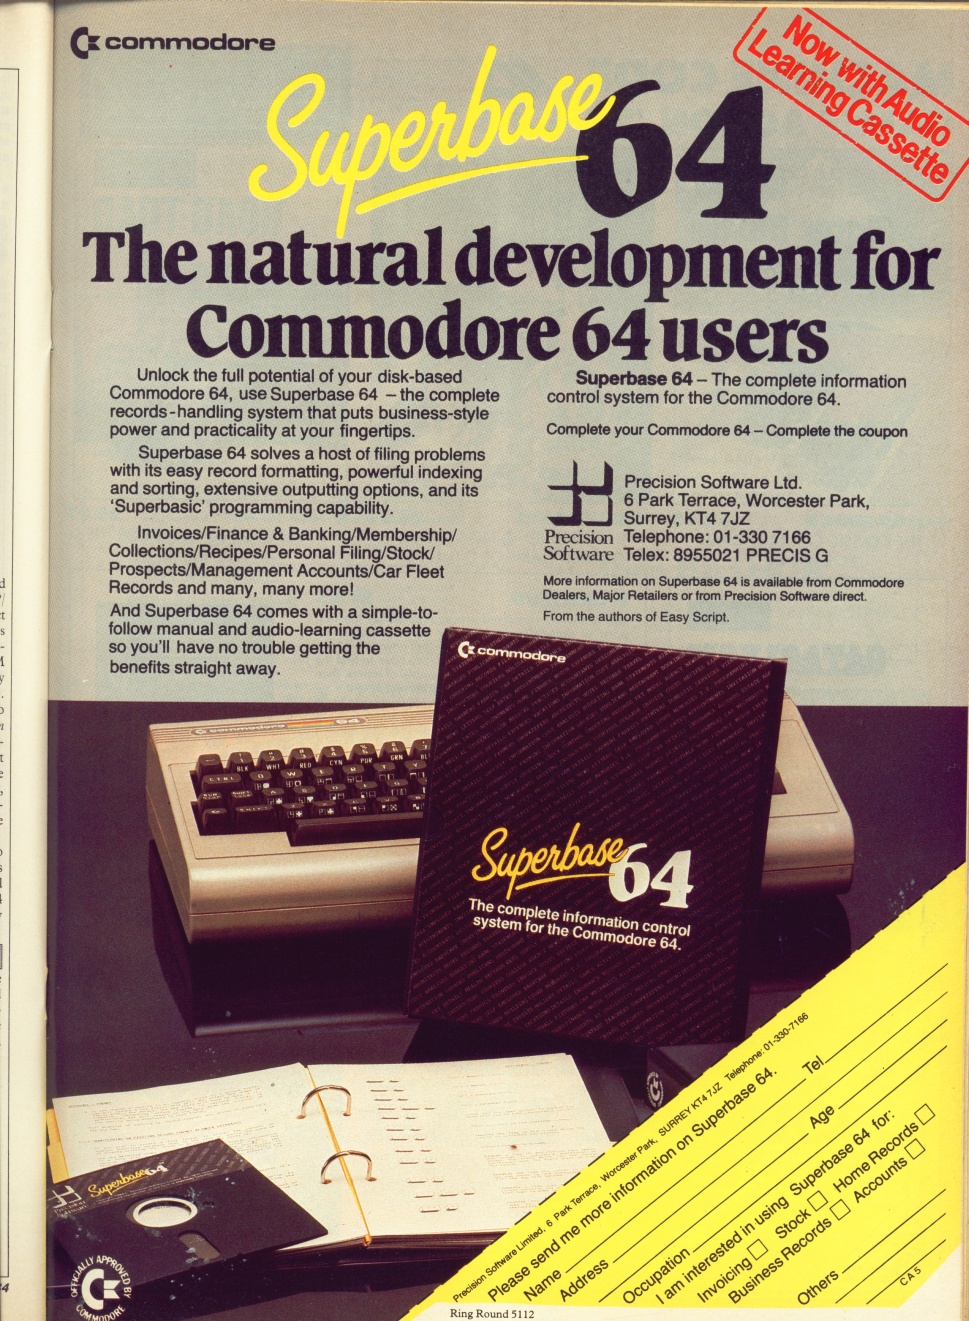 commodore
Now with Audio
Learning Cassette
Superbase 64
The natural development for
Commodore 64 users
Unlock the full potential of your disk-based
Commodore 64, use Superbase 64 – the complete
records-handling system that puts business-style
power and practicality at your fingertips.
Superbase 64 solves a host of filing problems
with its easy record formatting, powerful indexing
and sorting, extensive outputting options, and its
‘Superbasic’ programming capability.
Invoices/Finance & Banking/Membership/
Collections/Recipes/Personal Filing/Stock/
Prospects/Management Accounts/Car Fleet
Records and many, many more!
And Superbase 64 comes with a simple-to-
follow manual and audio-learning cassette
so you’ll have no trouble getting the
benefits straight away.
Superbase 64 – The complete information
control system for the Commodore 64.
Complete your Commodore 64 – Complete the coupon
Precision
Software
Precision Software Ltd.
6 Park Terrace, Worcester Park,
Surrey, KT4 7JZ
Telephone: 01-330 7166
Telex: 8955021 PRECIS G
More information on Superbase 64 is available from Commodore
Dealers, Major Retailers or from Precision Software direct.
From the authors of Easy Script.
commodore
Superbase 64
The complete information control
system for the Commodore 64.
commodore 64
BLK WHT RED CYN PUR GRN
CTRL Q W E R T
Superbase 64
OFFICIALLY APPROVED BY
COMMODORE
Precision Software Limited, 6 Park Terrace, Worcester Park, SURREY KT4 7JZ Telephone: 01-330-7166
Please send me more information on Superbase 64.
Name Tel
Address
Occupation Age
I am interested in using Superbase 64 for:
Invoicing Stock Home Records
Business Records Accounts
Others
CA 5
Ring Round 5112